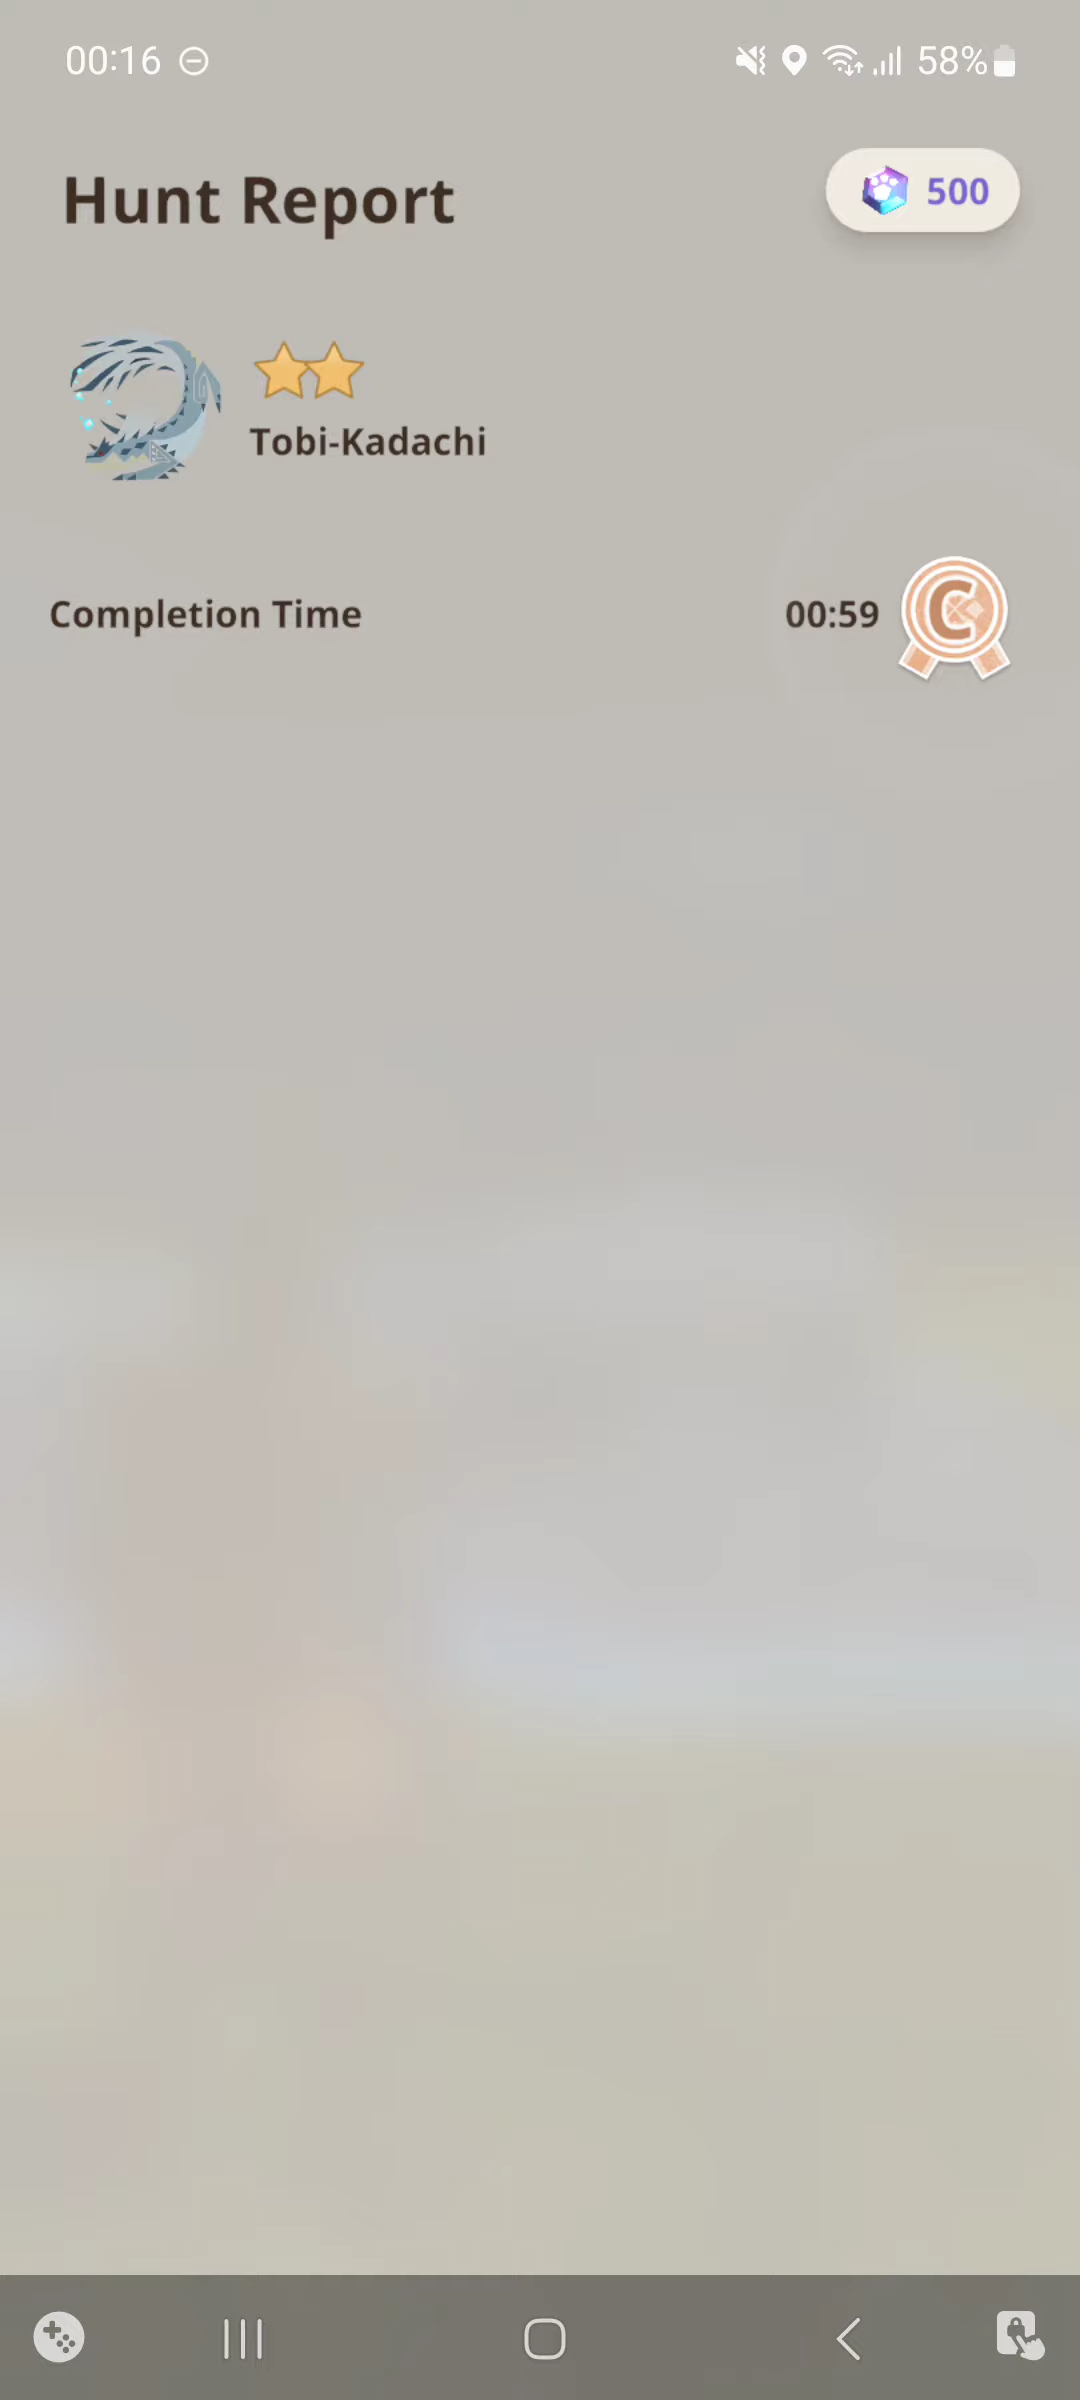 00:16
58%
Hunt Report
500
Tobi-Kadachi
Completion Time
00:59
C